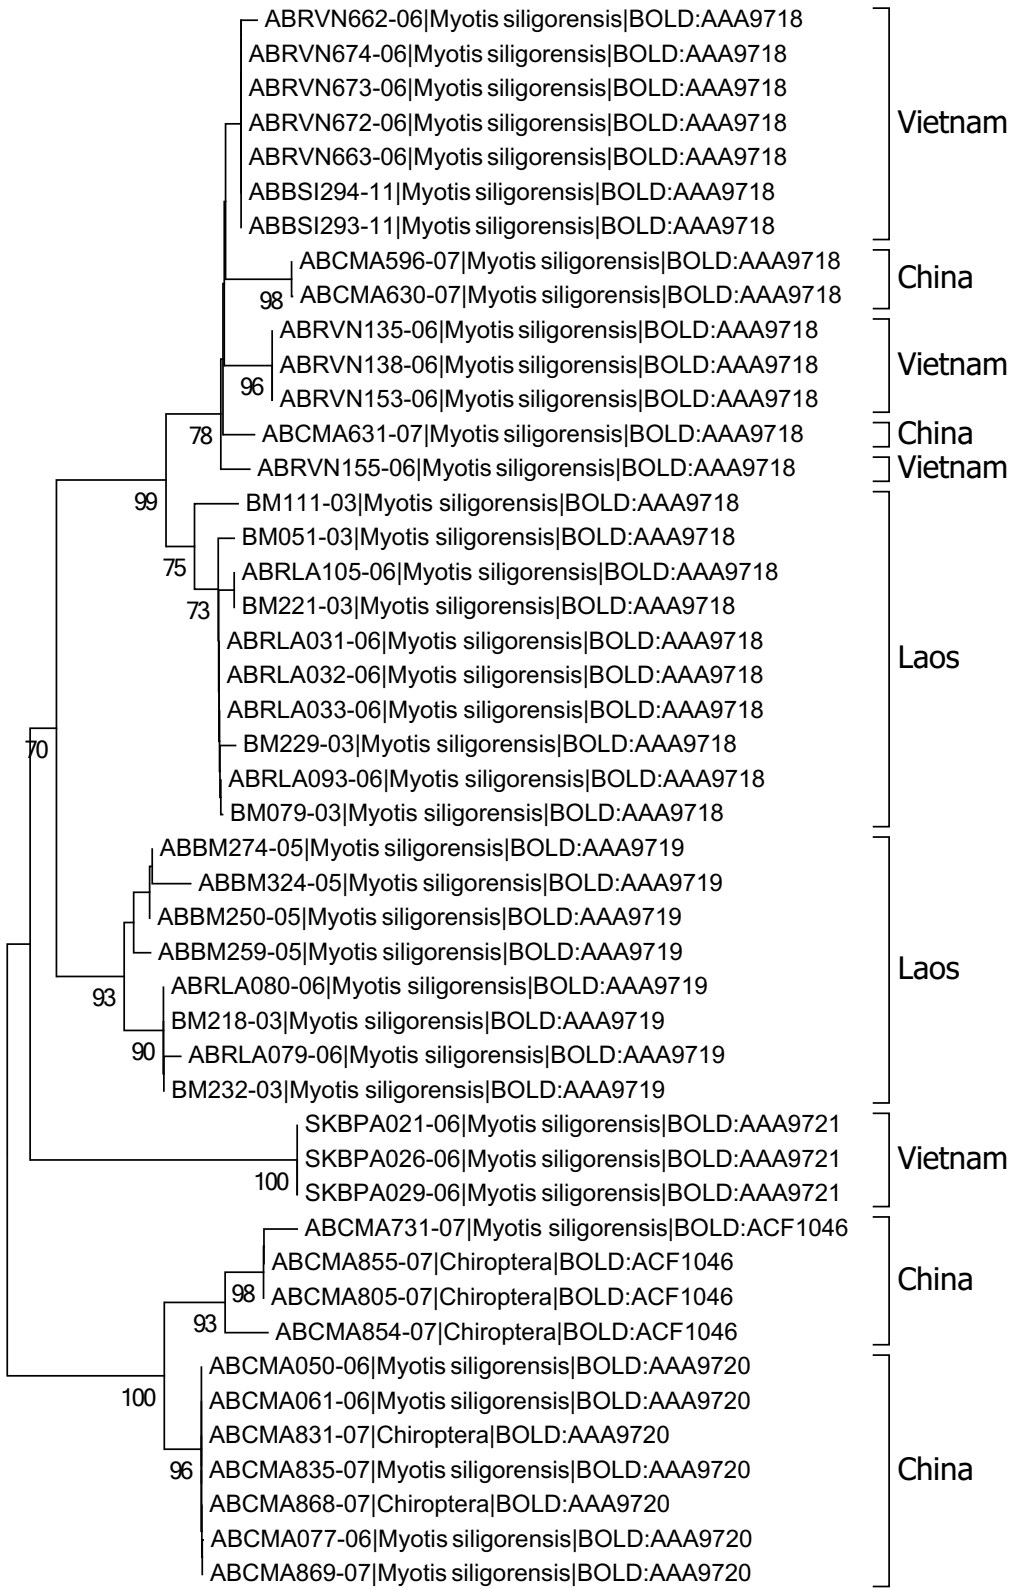 ABRVN662-06|Myotis siligorensis|BOLD:AAA9718
ABRVN674-06|Myotis siligorensis|BOLD:AAA9718
ABRVN673-06|Myotis siligorensis|BOLD:AAA9718
ABRVN672-06|Myotis siligorensis|BOLD:AAA9718
Vietnam
ABRVN663-06|Myotis siligorensis|BOLD:AAA9718
ABBSI294-11|Myotis siligorensis|BOLD:AAA9718
ABBSI293-11|Myotis siligorensis|BOLD:AAA9718
ABCMA596-07|Myotis siligorensis|BOLD:AAA9718
China
98
ABCMA630-07|Myotis siligorensis|BOLD:AAA9718
ABRVN135-06|Myotis siligorensis|BOLD:AAA9718
ABRVN138-06|Myotis siligorensis|BOLD:AAA9718
Vietnam
96
ABRVN153-06|Myotis siligorensis|BOLD:AAA9718
78
ABCMA631-07|Myotis siligorensis|BOLD:AAA9718
China
ABRVN155-06|Myotis siligorensis|BOLD:AAA9718
Vietnam
99
BM111-03|Myotis siligorensis|BOLD:AAA9718
BM051-03|Myotis siligorensis|BOLD:AAA9718
75
ABRLA105-06|Myotis siligorensis|BOLD:AAA9718
73
BM221-03|Myotis siligorensis|BOLD:AAA9718
ABRLA031-06|Myotis siligorensis|BOLD:AAA9718
Laos
ABRLA032-06|Myotis siligorensis|BOLD:AAA9718
ABRLA033-06|Myotis siligorensis|BOLD:AAA9718
70
BM229-03|Myotis siligorensis|BOLD:AAA9718
ABRLA093-06|Myotis siligorensis|BOLD:AAA9718
BM079-03|Myotis siligorensis|BOLD:AAA9718
ABBM274-05|Myotis siligorensis|BOLD:AAA9719
ABBM324-05|Myotis siligorensis|BOLD:AAA9719
ABBM250-05|Myotis siligorensis|BOLD:AAA9719
ABBM259-05|Myotis siligorensis|BOLD:AAA9719
Laos
93
ABRLA080-06|Myotis siligorensis|BOLD:AAA9719
BM218-03|Myotis siligorensis|BOLD:AAA9719
90
ABRLA079-06|Myotis siligorensis|BOLD:AAA9719
BM232-03|Myotis siligorensis|BOLD:AAA9719
SKBPA021-06|Myotis siligorensis|BOLD:AAA9721
SKBPA026-06|Myotis siligorensis|BOLD:AAA9721
Vietnam
100
SKBPA029-06|Myotis siligorensis|BOLD:AAA9721
ABCMA731-07|Myotis siligorensis|BOLD:ACF1046
ABCMA855-07|Chiroptera|BOLD:ACF1046
China
98
ABCMA805-07|Chiroptera|BOLD:ACF1046
93
ABCMA854-07|Chiroptera|BOLD:ACF1046
ABCMA050-06|Myotis siligorensis|BOLD:AAA9720
100
ABCMA061-06|Myotis siligorensis|BOLD:AAA9720
ABCMA831-07|Chiroptera|BOLD:AAA9720
96
ABCMA835-07|Myotis siligorensis|BOLD:AAA9720
China
ABCMA868-07|Chiroptera|BOLD:AAA9720
ABCMA077-06|Myotis siligorensis|BOLD:AAA9720
ABCMA869-07|Myotis siligorensis|BOLD:AAA9720